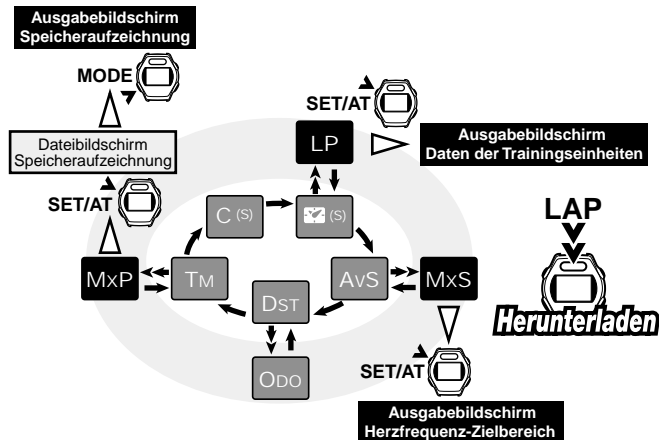 Ausgabebildschirm
Speicheraufzeichnung
MODE
SET/AT
LP
Ausgabebildschirm
Daten der Trainingseinheiten
Dateibildschirm
Speicheraufzeichnung
SET/AT
C (S)
(S)
LAP
MXP
TM
AVS
MXS
DST
Herunterladen
ODO
SET/AT
Ausgabebildschirm
Herzfrequenz-Zielbereich